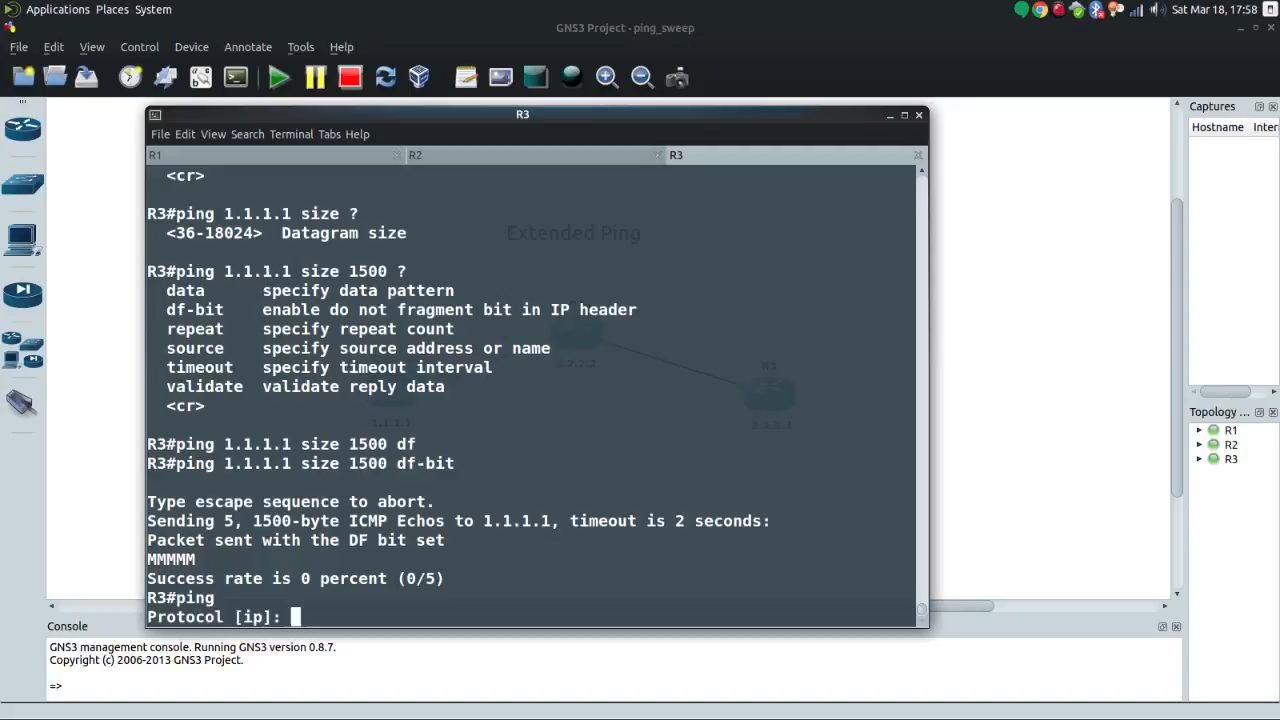 Applications Places System
Sat Mar 18, 17:58
GNS3 Project - ping_sweep
File Edit View Control Device Annotate Tools Help
R3
File Edit View Search Terminal Tabs Help
R1
R2
R3
<cr>
R3#ping 1.1.1.1 size ?
<36-18024> Datagram size
R3#ping 1.1.1.1 size 1500 ?
data specify data pattern
df-bit enable do not fragment bit in IP header
repeat specify repeat count
source specify source address or name
timeout specify timeout interval
validate validate reply data
<cr>
R3#ping 1.1.1.1 size 1500 df
R3#ping 1.1.1.1 size 1500 df-bit
Type escape sequence to abort.
Sending 5, 1500-byte ICMP Echos to 1.1.1.1, timeout is 2 seconds:
Packet sent with the DF bit set
MMMMM
Success rate is 0 percent (0/5)
R3#ping
Protocol [ip]:
Extended Ping
R3
1.1.1.1
Captures
Hostname Inter
Topology ...
R1
R2
R3
Console
GNS3 management console. Running GNS3 version 0.8.7.
Copyright (c) 2006-2013 GNS3 Project.
=>